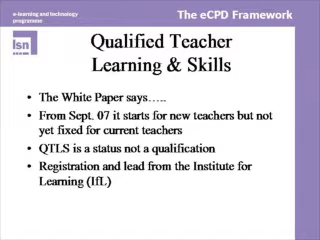 e-learning and technology
programme
The eCPD Framework
lsn
Qualified Teacher
Learning & Skills
• The White Paper says…..
• From Sept. 07 it starts for new teachers but not
yet fixed for current teachers
• QTLS is a status not a qualification
• Registration and lead from the Institute for
Learning (IfL)